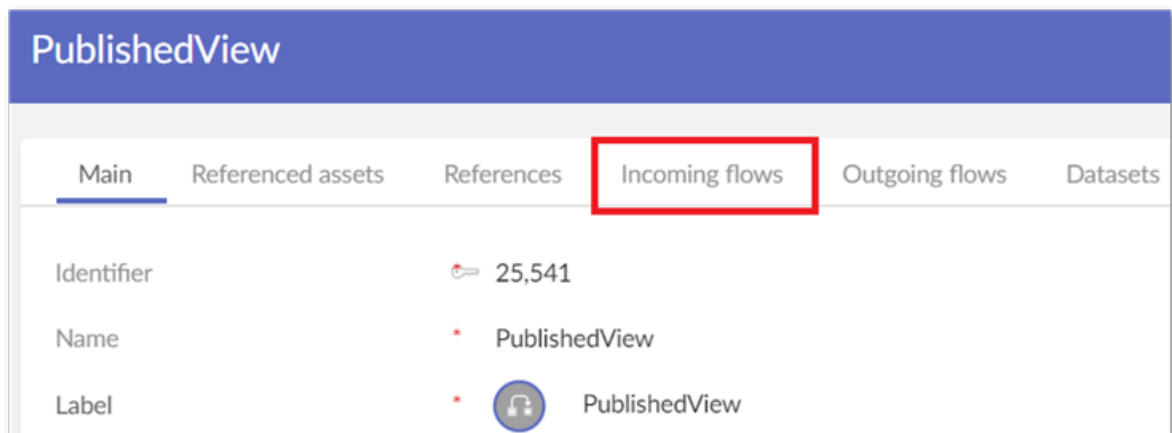 PublishedView
Main Referenced assets References Incoming flows Outgoing flows Datasets
Identifier 25,541
Name * PublishedView
Label * PublishedView